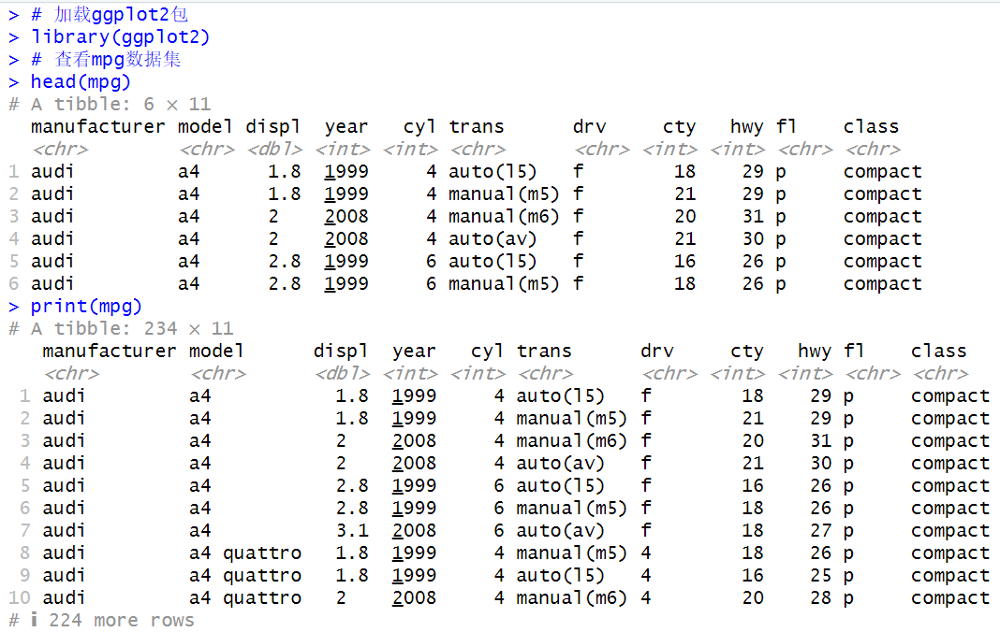 > # 加载ggplot2包
> library(ggplot2)
> # 查看mpg数据集
> head(mpg)
# A tibble: 6 × 11
  manufacturer model displ  year   cyl trans      drv     cty   hwy fl    class
  <chr>        <chr> <dbl> <int> <int> <chr>      <chr> <int> <int> <chr> <chr>
1 audi         a4      1.8  1999     4 auto(l5)   f        18    29 p     compact
2 audi         a4      1.8  1999     4 manual(m5) f        21    29 p     compact
3 audi         a4      2    2008     4 manual(m6) f        20    31 p     compact
4 audi         a4      2    2008     4 auto(av)   f        21    30 p     compact
5 audi         a4      2.8  1999     6 auto(l5)   f        16    26 p     compact
6 audi         a4      2.8  1999     6 manual(m5) f        18    26 p     compact
> print(mpg)
# A tibble: 234 × 11
   manufacturer model      displ  year   cyl trans      drv     cty   hwy fl    class
   <chr>        <chr>      <dbl> <int> <int> <chr>      <chr> <int> <int> <chr> <chr>
 1 audi         a4           1.8  1999     4 auto(l5)   f        18    29 p     compact
 2 audi         a4           1.8  1999     4 manual(m5) f        21    29 p     compact
 3 audi         a4           2    2008     4 manual(m6) f        20    31 p     compact
 4 audi         a4           2    2008     4 auto(av)   f        21    30 p     compact
 5 audi         a4           2.8  1999     6 auto(l5)   f        16    26 p     compact
 6 audi         a4           2.8  1999     6 manual(m5) f        18    26 p     compact
 7 audi         a4           3.1  2008     6 auto(av)   f        18    27 p     compact
 8 audi         a4 quattro   1.8  1999     4 manual(m5) 4        18    26 p     compact
 9 audi         a4 quattro   1.8  1999     4 auto(l5)   4        16    25 p     compact
10 audi         a4 quattro   2    2008     4 manual(m6) 4        20    28 p     compact
# ℹ 224 more rows